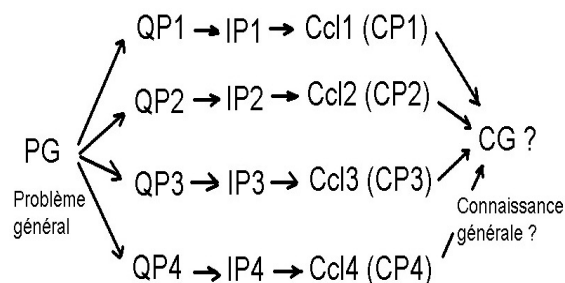 QP1 → IP1 → Ccl1 (CP1)
QP2 → IP2 → Ccl2 (CP2)
PG
CG ?
QP3 → IP3 → Ccl3 (CP3)
Problème
général
Connaissance
générale ?
QP4 → IP4 → Ccl4 (CP4)